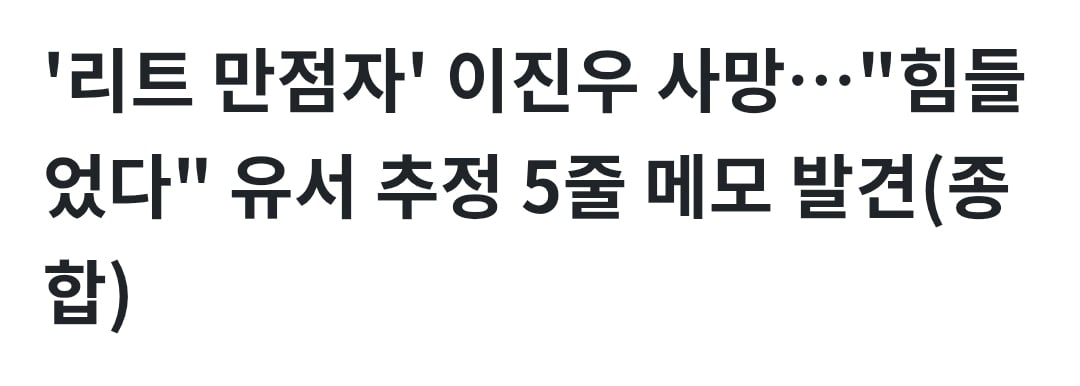 '리트 만점자' 이진우 사망…"힘들
었다" 유서 추정 5줄 메모 발견(종
합)